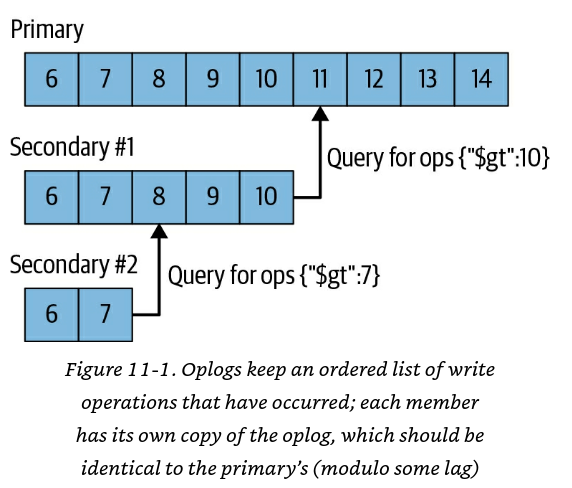 Primary
6 7 8 9 10 11 12 13 14
Query for ops {"$gt":10}
Secondary #1
6 7 8 9 10
Query for ops {"$gt":7}
Secondary #2
6 7
Figure 11-1. Oplogs keep an ordered list of write
operations that have occurred; each member
has its own copy of the oplog, which should be
identical to the primary’s (modulo some lag)